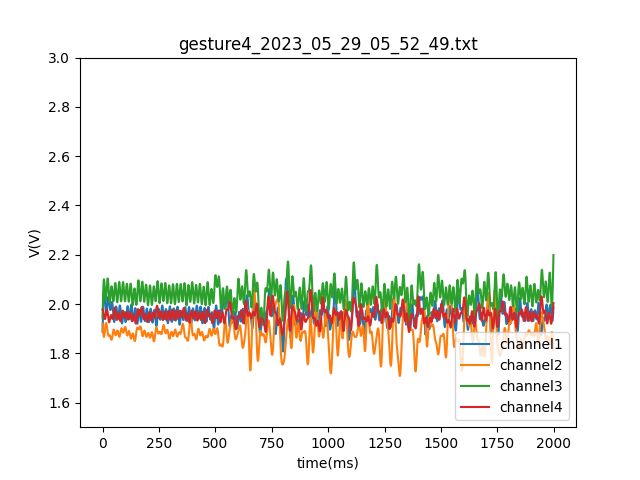 gesture4_2023_05_29_05_52_49.txt
3.0
2.8
2.6
2.4
2.2
2.0
1.8
1.6
V(V)
channel1
channel2
channel3
channel4
0 250 500 750 1000 1250 1500 1750 2000
time(ms)